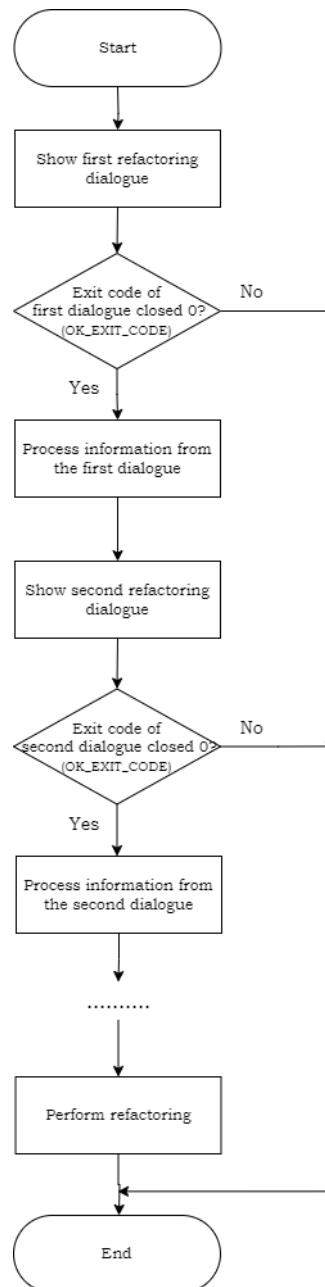 Start
Show first refactoring
dialogue
Exit code of
first dialogue closed 0?
(OK_EXIT_CODE)
No
Yes
Process information from
the first dialogue
Show second refactoring
dialogue
Exit code of
second dialogue closed 0?
(OK_EXIT_CODE)
No
Yes
Process information from
the second dialogue
..........
Perform refactoring
End